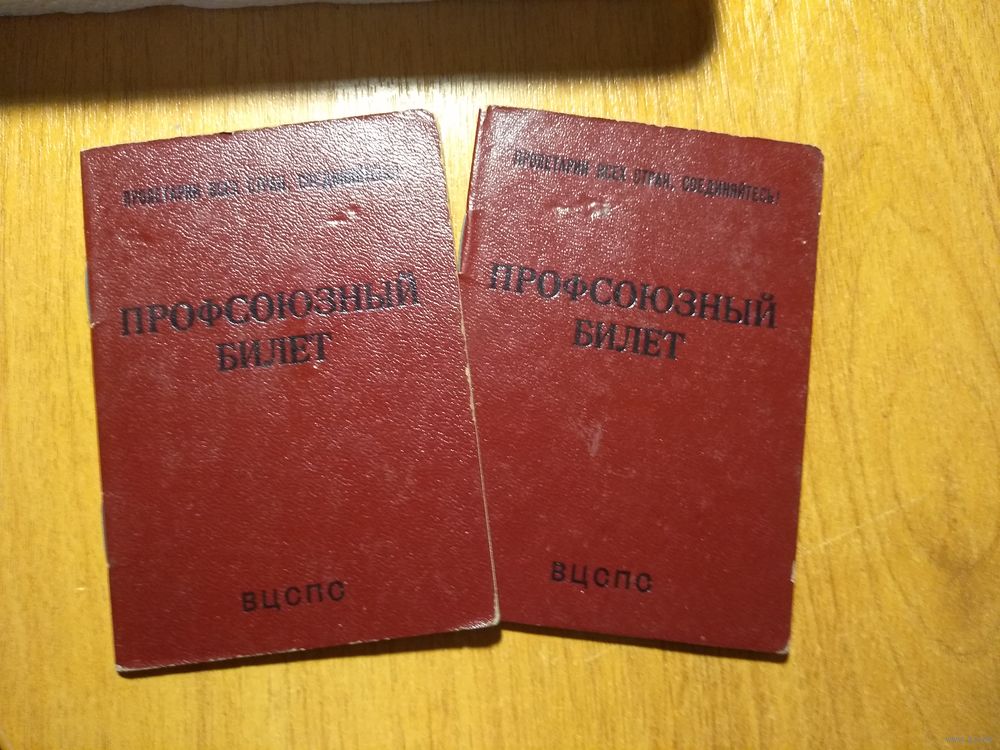 ПРОЛЕТАРИИ ВСЕХ СТРАН, СОЕДИНЯЙТЕСЬ!
ПРОФСОЮЗНЫЙ
БИЛЕТ
ВЦСПС
ПРОЛЕТАРИИ ВСЕХ СТРАН, СОЕДИНЯЙТЕСЬ!
ПРОФСОЮЗНЫЙ
БИЛЕТ
ВЦСПС